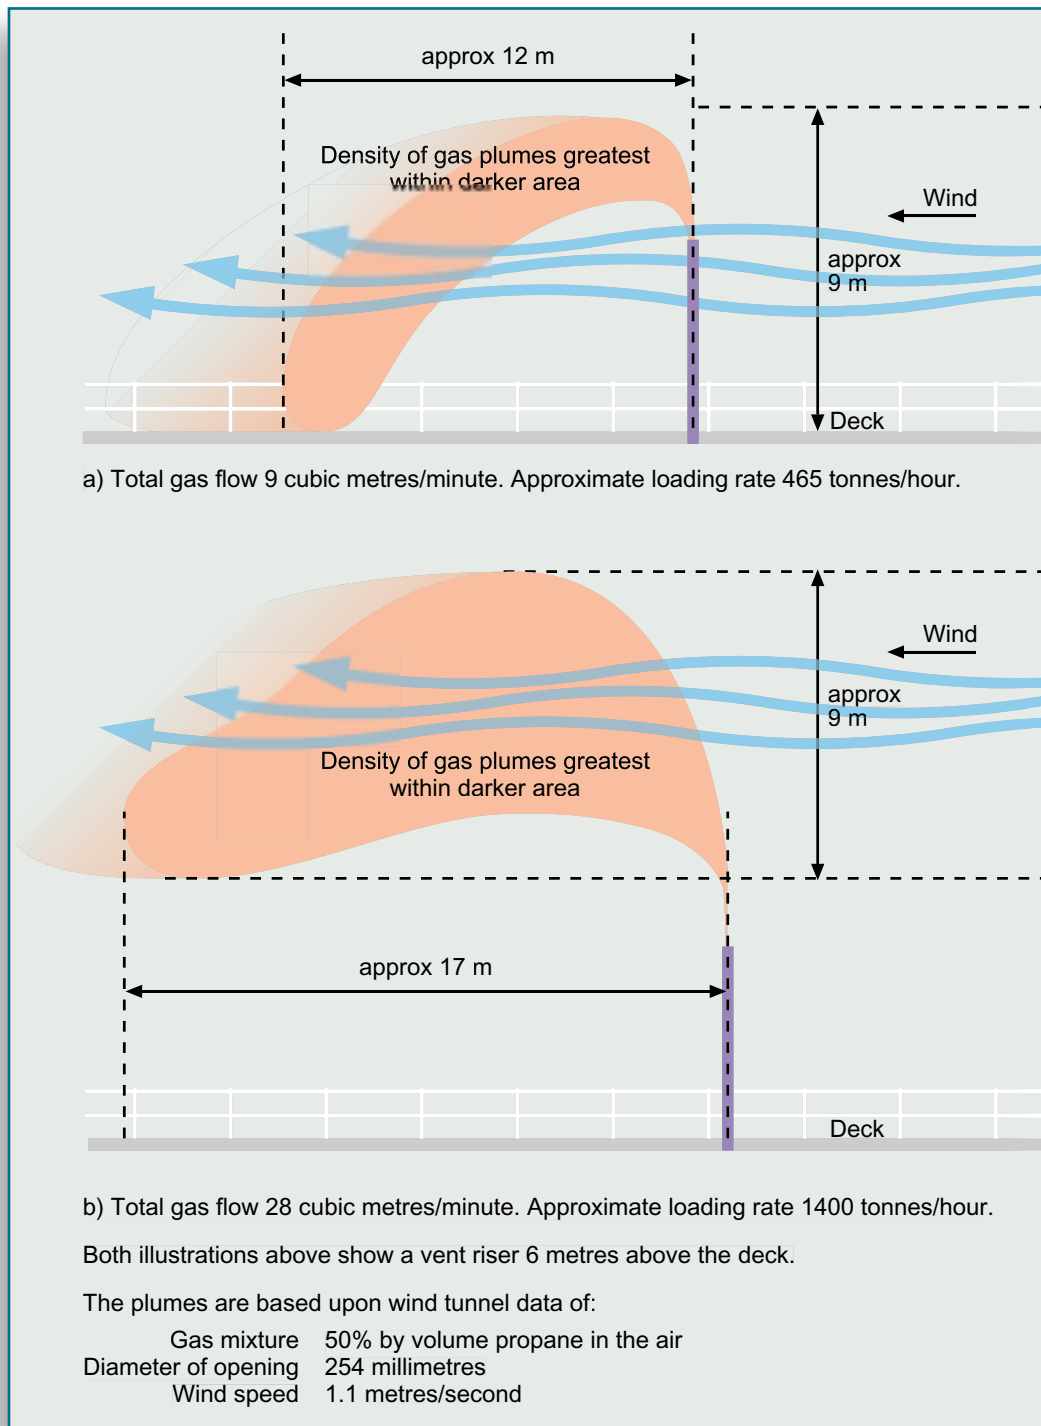 approx 12 m
Density of gas plumes greatest
within darker area
Wind
approx
9 m
Deck
a) Total gas flow 9 cubic metres/minute. Approximate loading rate 465 tonnes/hour.
Wind
approx
9 m
Density of gas plumes greatest
within darker area
approx 17 m
Deck
b) Total gas flow 28 cubic metres/minute. Approximate loading rate 1400 tonnes/hour.
Both illustrations above show a vent riser 6 metres above the deck.
The plumes are based upon wind tunnel data of:
Gas mixture 50% by volume propane in the air
Diameter of opening 254 millimetres
Wind speed 1.1 metres/second